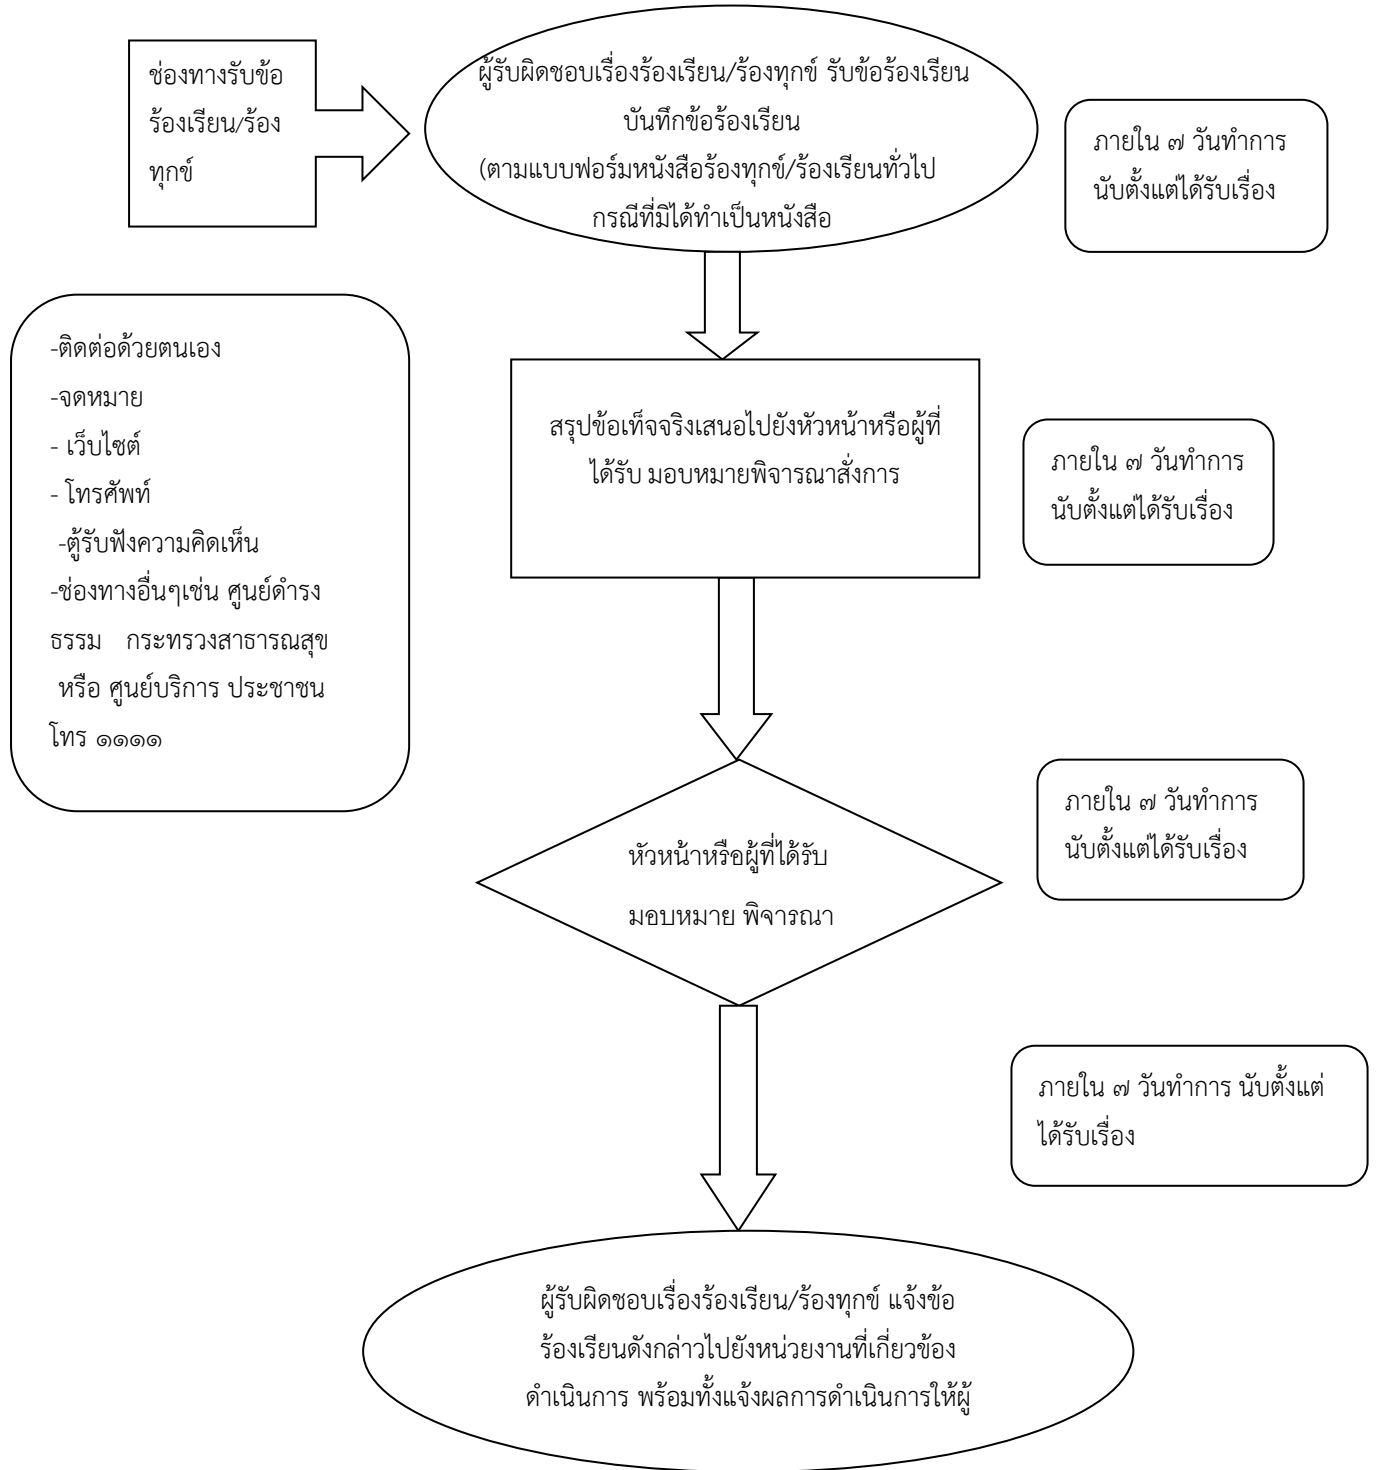 ช่องทางรับข้อ
ร้องเรียน/ร้อง
ทุกข์
ผู้รับผิดชอบเรื่องร้องเรียน/ร้องทุกข์ รับข้อร้องเรียน
บันทึกข้อร้องเรียน
(ตามแบบฟอร์มหนังสือร้องทุกข์/ร้องเรียนทั่วไป
กรณีที่มิได้ทำเป็นหนังสือ
ภายใน ๗ วันทำการ
นับตั้งแต่ได้รับเรื่อง
-ติดต่อด้วยตนเอง
-จดหมาย
- เว็บไซต์
- โทรศัพท์
-ตู้รับฟังความคิดเห็น
-ช่องทางอื่นๆเช่น ศูนย์ดำรง
ธรรม กระทรวงสาธารณสุข
หรือ ศูนย์บริการ ประชาชน
โทร ๑๑๑๑
สรุปข้อเท็จจริงเสนอไปยังหัวหน้าหรือผู้ที่
ได้รับ มอบหมายพิจารณาสั่งการ
ภายใน ๗ วันทำการ
นับตั้งแต่ได้รับเรื่อง
หัวหน้าหรือผู้ที่ได้รับ
มอบหมาย พิจารณา
ภายใน ๗ วันทำการ
นับตั้งแต่ได้รับเรื่อง
ภายใน ๗ วันทำการ นับตั้งแต่
ได้รับเรื่อง
ผู้รับผิดชอบเรื่องร้องเรียน/ร้องทุกข์ แจ้งข้อ
ร้องเรียนดังกล่าวไปยังหน่วยงานที่เกี่ยวข้อง
ดำเนินการ พร้อมทั้งแจ้งผลการดำเนินการให้ผู้